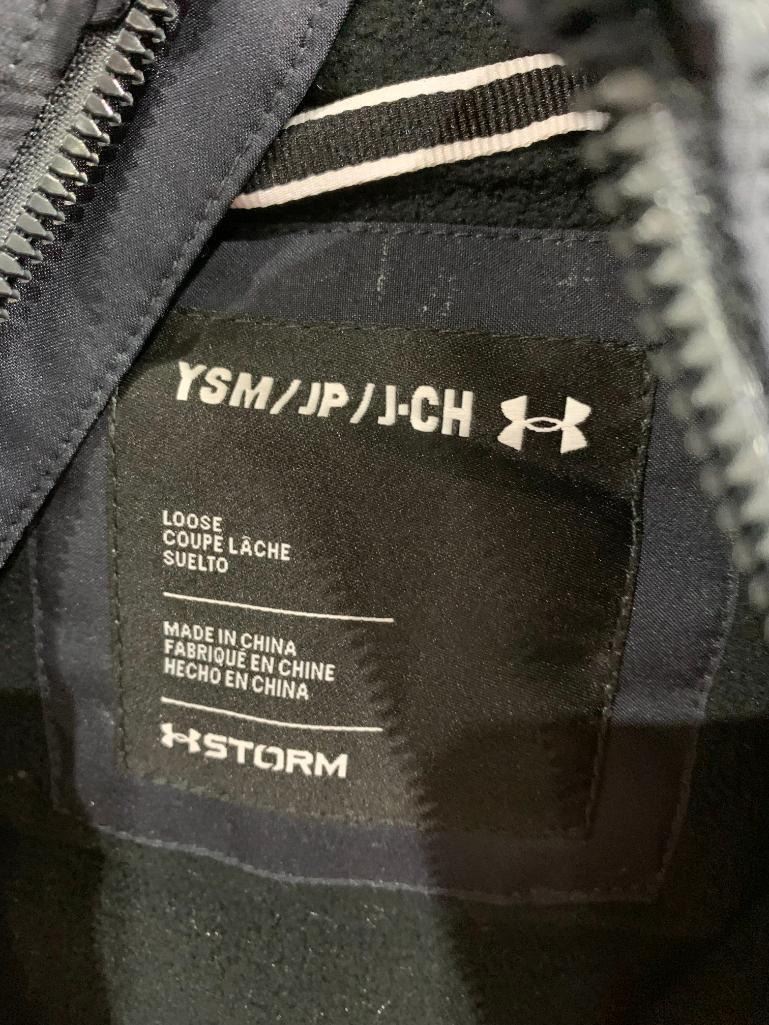 YSM/JP/J-CH
LOOSE
COUPE LÂCHE
SUELTO
MADE IN CHINA
FABRIQUÉ EN CHINE
HECHO EN CHINA
STORM